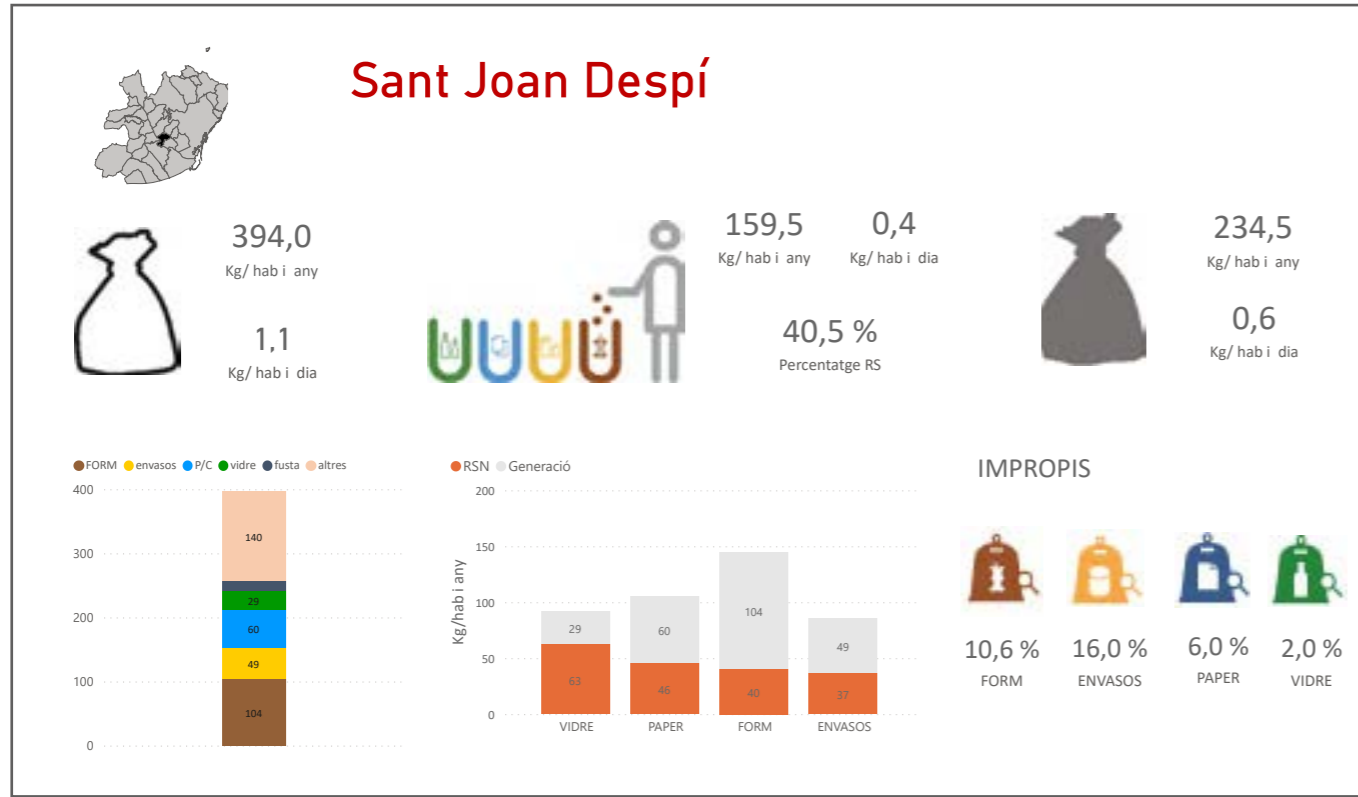 Sant Joan Despí
394,0
Kg/ hab i any
1,1
Kg/ hab i dia
159,5
Kg/ hab i any
0,4
Kg/ hab i dia
40,5 %
Percentatge RS
234,5
Kg/ hab i any
0,6
Kg/ hab i dia
FORM envasos P/C vidre fusta altres
400
300
200
100
0
140
29
60
49
104
RSN Generació
Kg/hab i any
200
150
100
50
0
29
60
104
49
63
46
40
37
VIDRE PAPER FORM ENVASOS
IMPROPIS
10,6 %
FORM
16,0 %
ENVASOS
6,0 %
PAPER
2,0 %
VIDRE